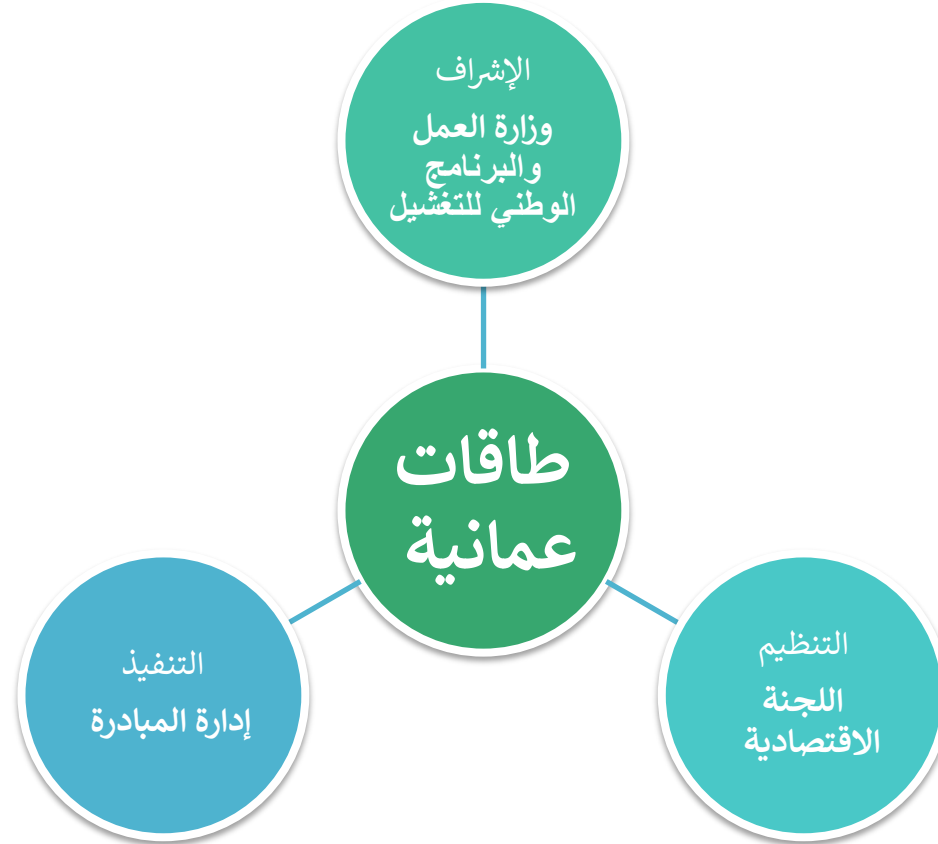 الإشراف
وزارة العمل
والبرنامج
الوطني للتغشيل
طاقات
عمانية
التنظيم
اللجنة
الاقتصادية
التنفيذ
إدارة المبادرة